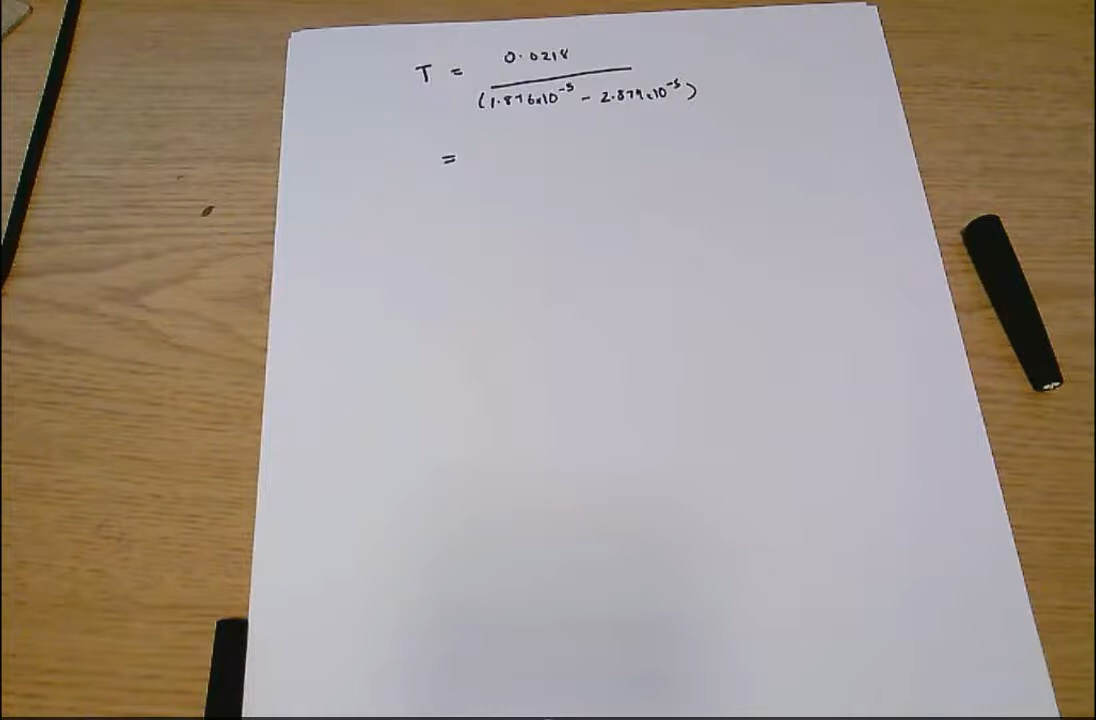 T = 0.0218
(1.876x10⁻⁵ - 2.879x10⁻⁵)
=